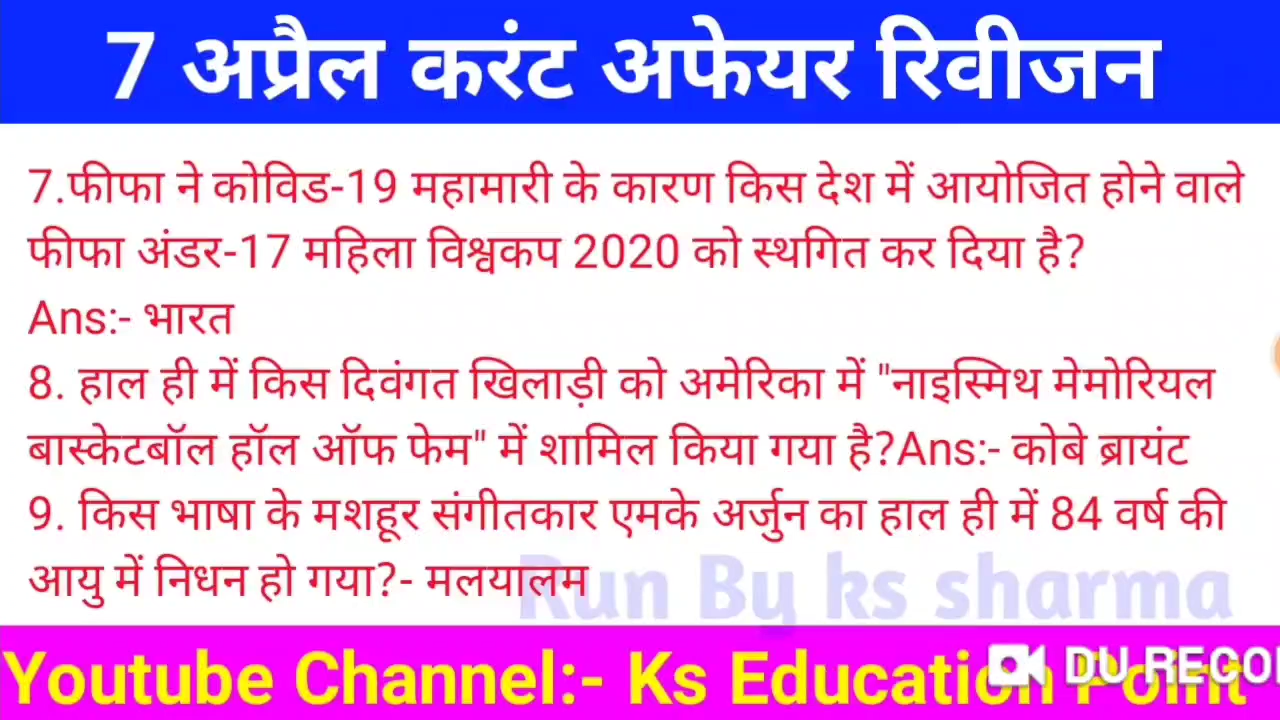 7 अप्रैल करंट अफेयर रिवीजन
7.फीफा ने कोविड-19 महामारी के कारण किस देश में आयोजित होने वाले
फीफा अंडर-17 महिला विश्वकप 2020 को स्थगित कर दिया है?
Ans:- भारत
8. हाल ही में किस दिवंगत खिलाड़ी को अमेरिका में "नाइस्मिथ मेमोरियल
बास्केटबॉल हॉल ऑफ फेम" में शामिल किया गया है?Ans:- कोबे ब्रायंट
9. किस भाषा के मशहूर संगीतकार एमके अर्जुन का हाल ही में 84 वर्ष की
आयु में निधन हो गया?- मलयालम
Run By ks sharma
Youtube Channel:- Ks Education Point
DU RECO